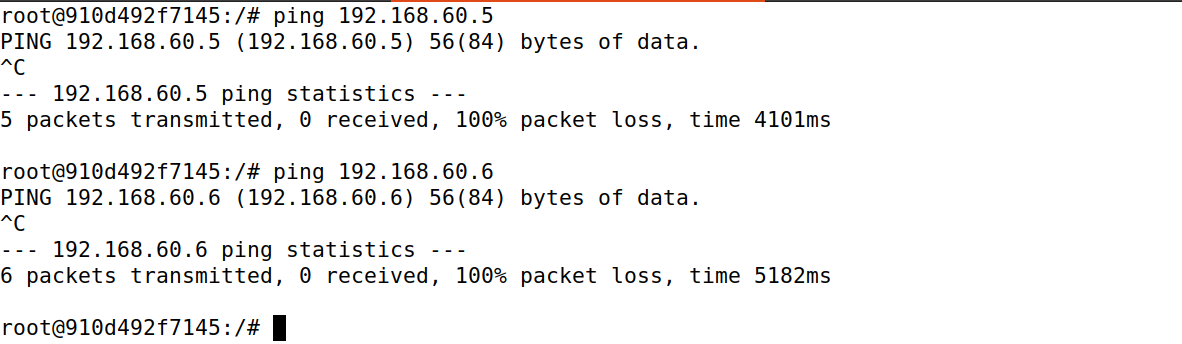 root@910d492f7145:/# ping 192.168.60.5
PING 192.168.60.5 (192.168.60.5) 56(84) bytes of data.
^C
--- 192.168.60.5 ping statistics ---
5 packets transmitted, 0 received, 100% packet loss, time 4101ms
root@910d492f7145:/# ping 192.168.60.6
PING 192.168.60.6 (192.168.60.6) 56(84) bytes of data.
^C
--- 192.168.60.6 ping statistics ---
6 packets transmitted, 0 received, 100% packet loss, time 5182ms
root@910d492f7145:/#